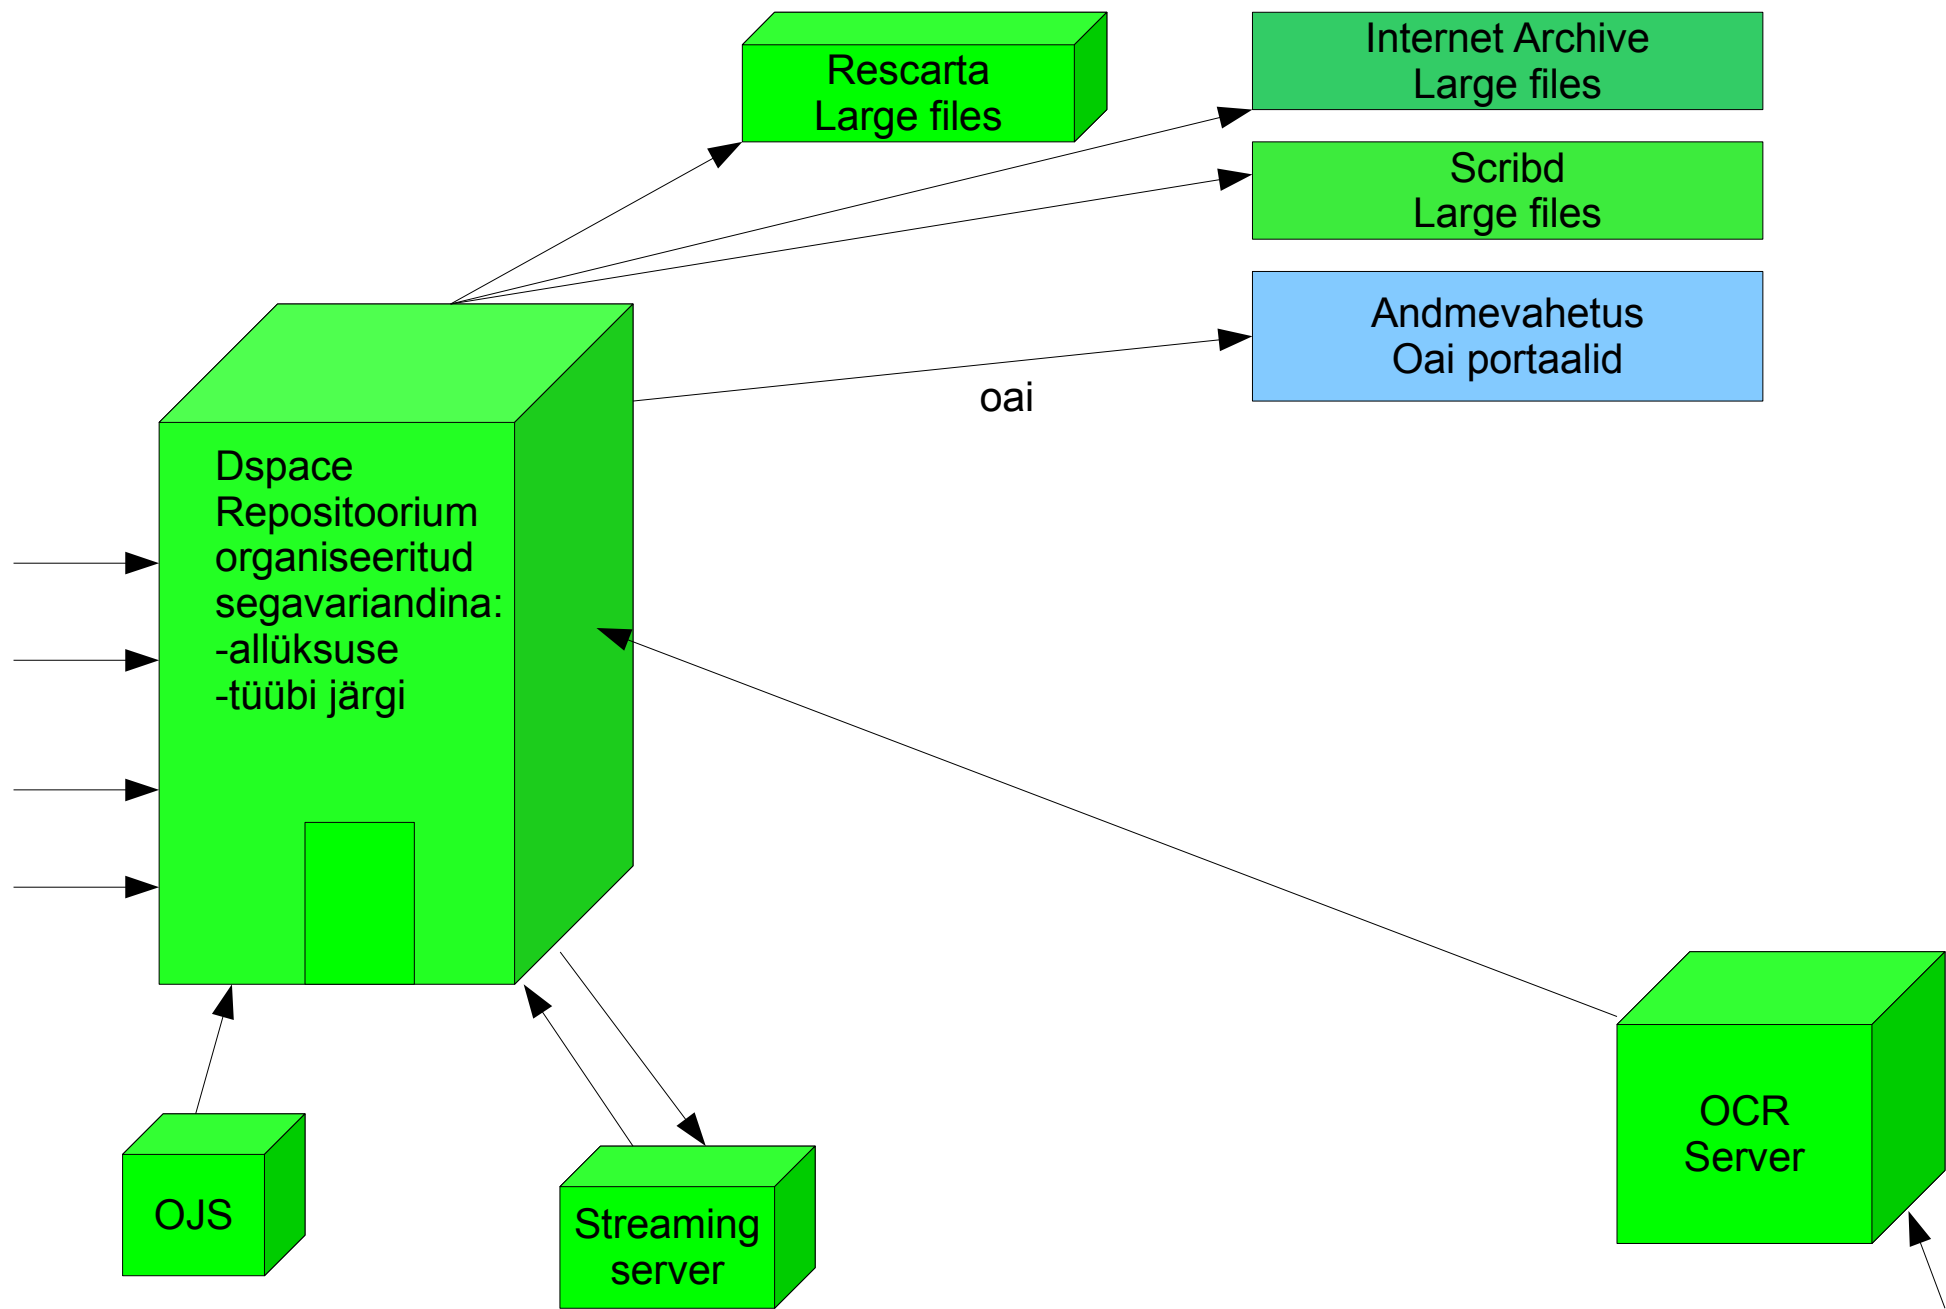 Rescarta
Large files
Internet Archive
Large files
Scribd
Large files
Andmevahetus
Oai portaalid
oai
Dspace
Repositoorium
organiseeritud
segavariandina:
-allüksuse
-tüübi järgi
OCR
Server
OJS
Streaming
server